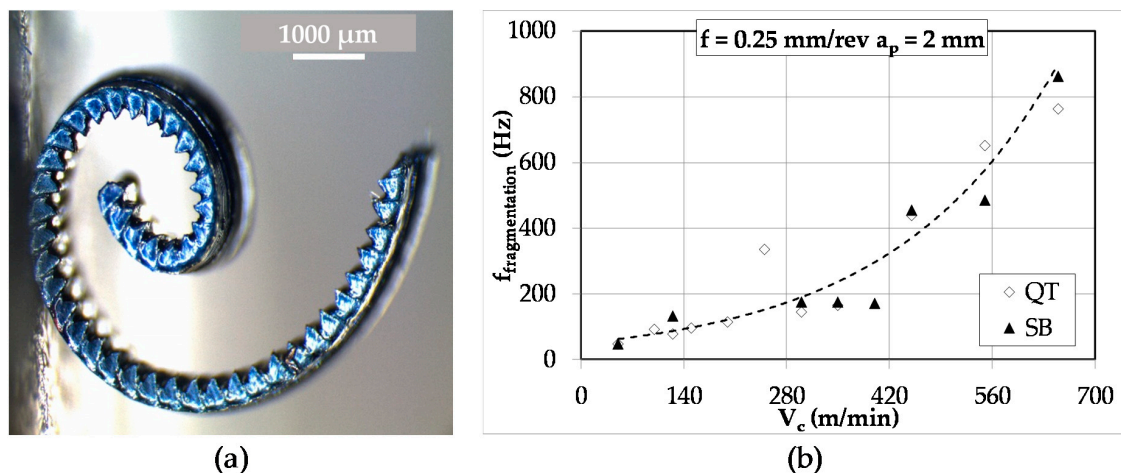 1000 µm
f = 0.25 mm/rev aₚ = 2 mm
1000
800
600
400
200
0
f_fragmentation (Hz)
QT
SB
0 140 280 420 560 700
V_c (m/min)
(a) (b)